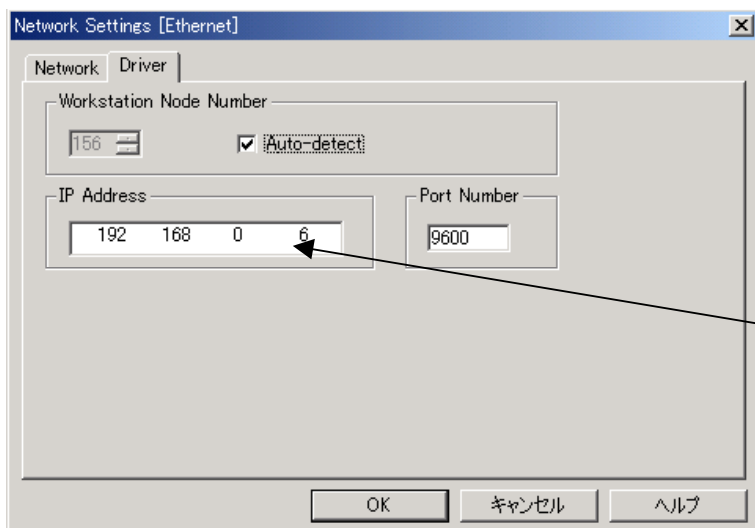 Network Settings [Ethernet]
Network Driver
Workstation Node Number
156 Auto-detect
IP Address Port Number
192 168 0 6 9600
OK キャンセル ヘルプ